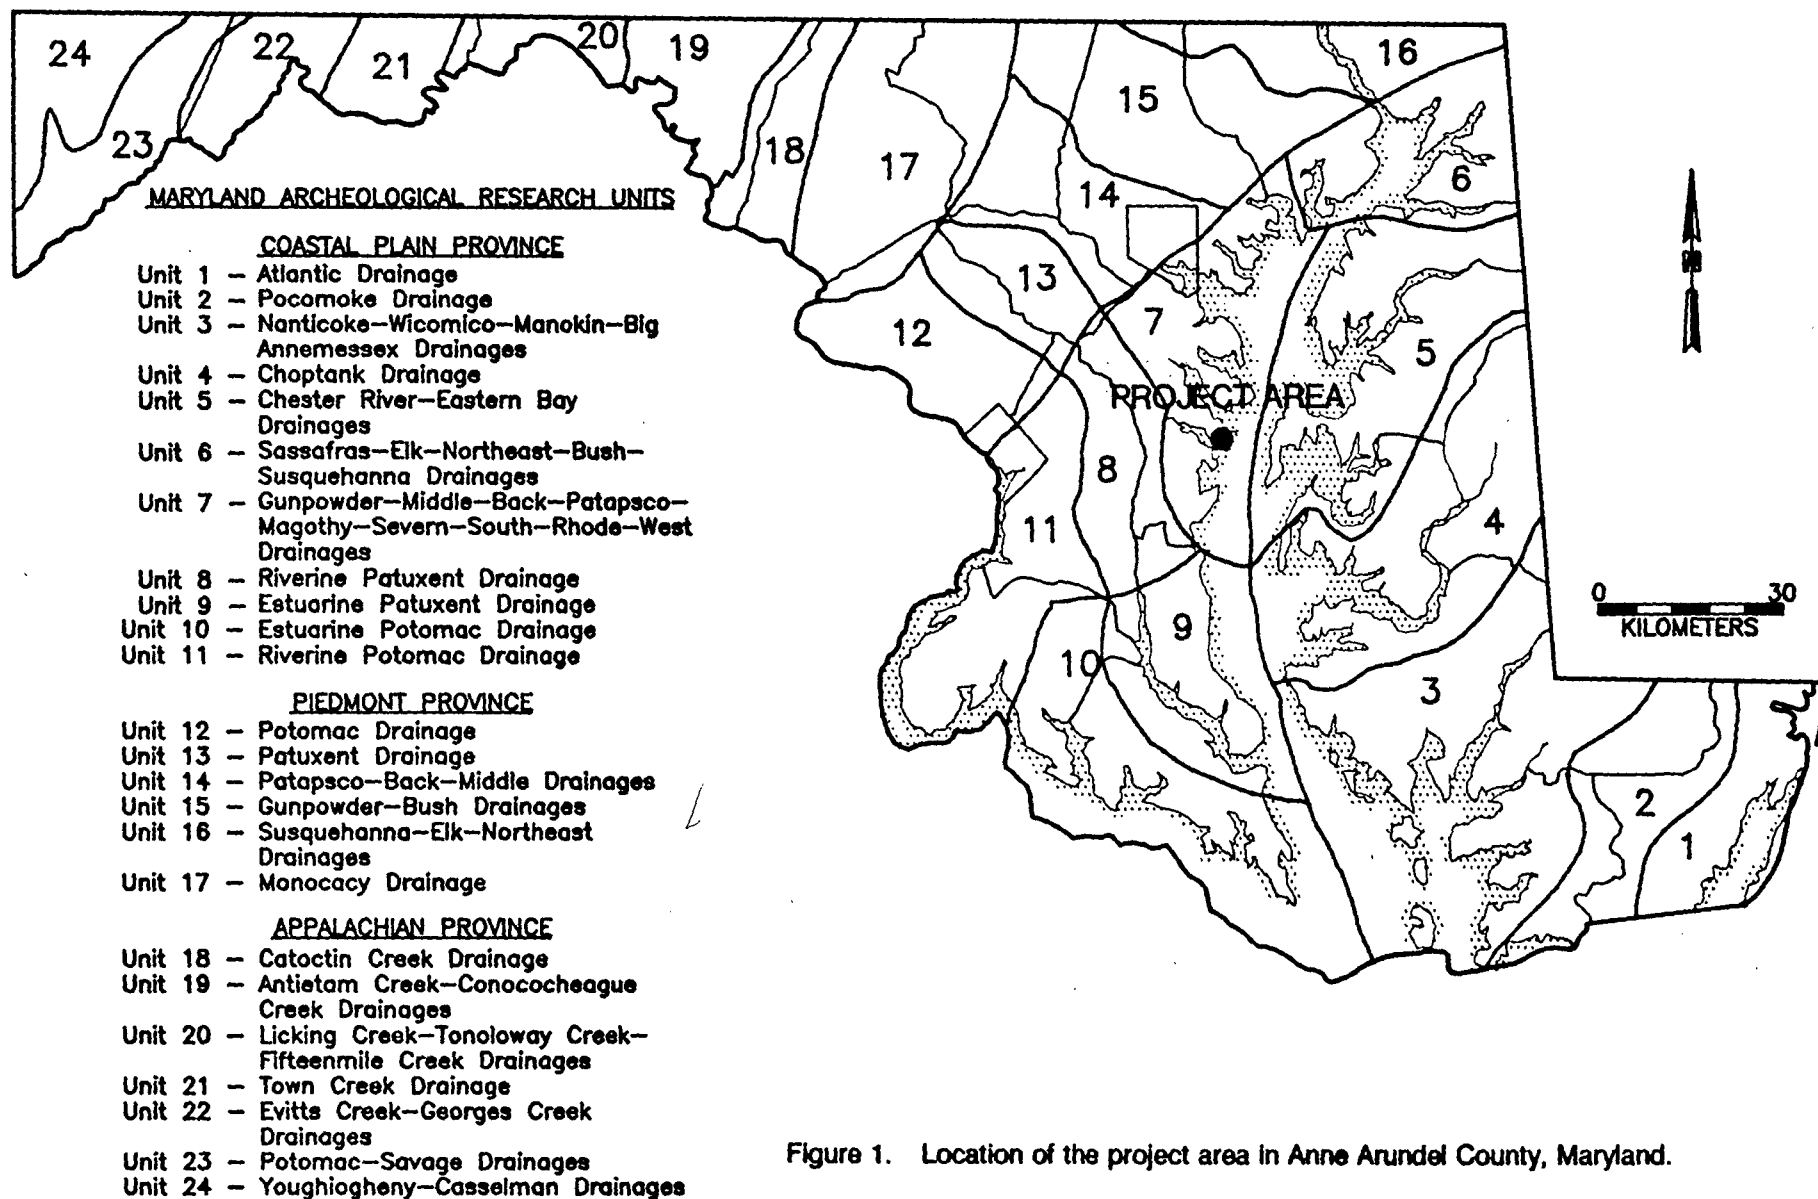 24
22
21
20
19
16
15
23
18
17
6
14
13
7
12
5
PROJECT AREA
8
11
4
9
10
3
2
1
0 30
KILOMETERS
MARYLAND ARCHEOLOGICAL RESEARCH UNITS
COASTAL PLAIN PROVINCE
Unit 1 — Atlantic Drainage
Unit 2 — Pocomoke Drainage
Unit 3 — Nanticoke—Wicomico—Manokin—Big
Annemessex Drainages
Unit 4 — Choptank Drainage
Unit 5 — Chester River—Eastern Bay
Drainages
Unit 6 — Sassafras—Elk—Northeast—Bush—
Susquehanna Drainages
Unit 7 — Gunpowder—Middle—Back—Patapsco—
Magothy—Severn—South—Rhode—West
Drainages
Unit 8 — Riverine Patuxent Drainage
Unit 9 — Estuarine Patuxent Drainage
Unit 10 — Estuarine Potomac Drainage
Unit 11 — Riverine Potomac Drainage
PIEDMONT PROVINCE
Unit 12 — Potomac Drainage
Unit 13 — Patuxent Drainage
Unit 14 — Patapsco—Back—Middle Drainages
Unit 15 — Gunpowder—Bush Drainages
Unit 16 — Susquehanna—Elk—Northeast
Drainages
Unit 17 — Monocacy Drainage
APPALACHIAN PROVINCE
Unit 18 — Catoctin Creek Drainage
Unit 19 — Antietam Creek—Conococheague
Creek Drainages
Unit 20 — Licking Creek—Tonoloway Creek—
Fifteenmile Creek Drainages
Unit 21 — Town Creek Drainage
Unit 22 — Evitts Creek—Georges Creek
Drainages
Unit 23 — Potomac—Savage Drainages
Unit 24 — Youghiogheny—Casselman Drainages
Figure 1. Location of the project area in Anne Arundel County, Maryland.